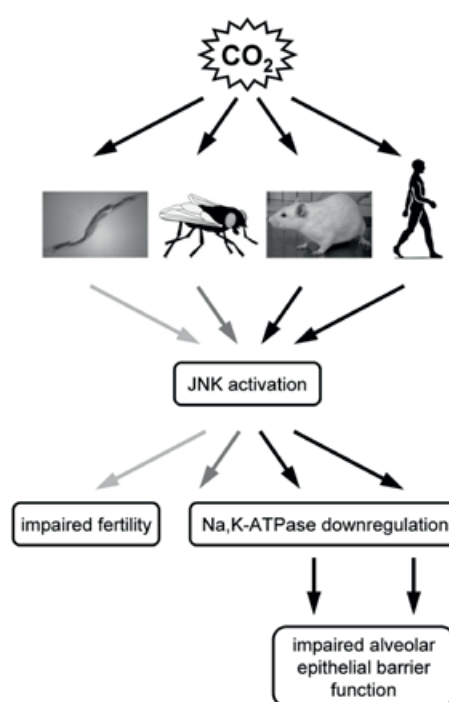 CO₂
JNK activation
impaired fertility
Na,K-ATPase downregulation
impaired alveolar
epithelial barrier
function